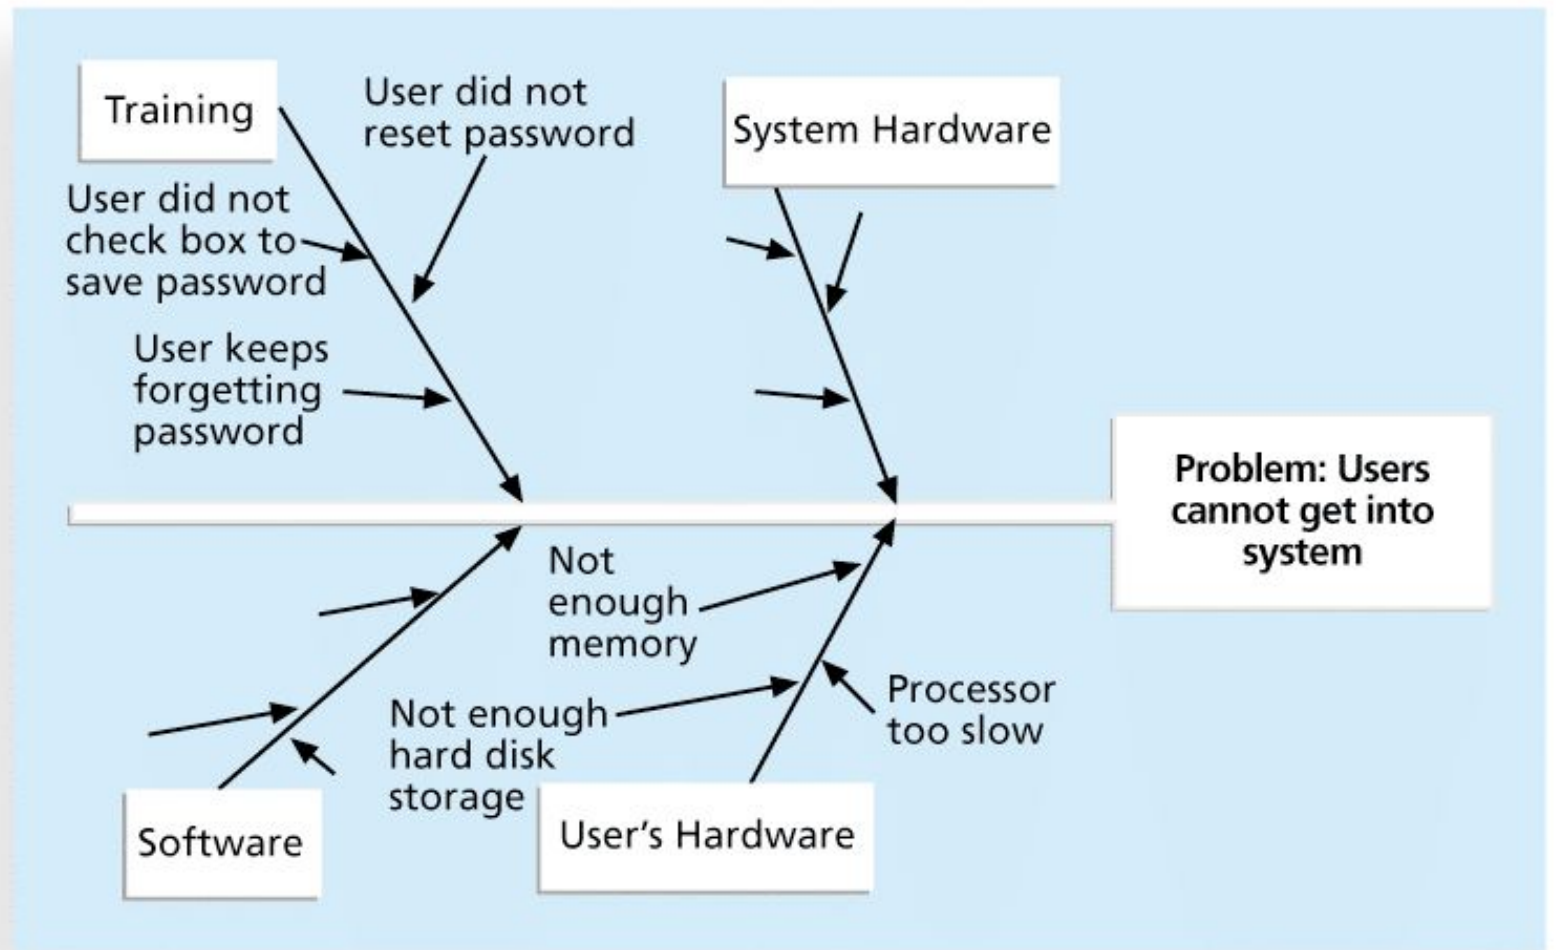 Training
User did not
reset password
System Hardware
User did not
check box to
save password
User keeps
forgetting
password
Problem: Users
cannot get into
system
Not
enough
memory
Not enough
hard disk
storage
Processor
too slow
Software
User’s Hardware